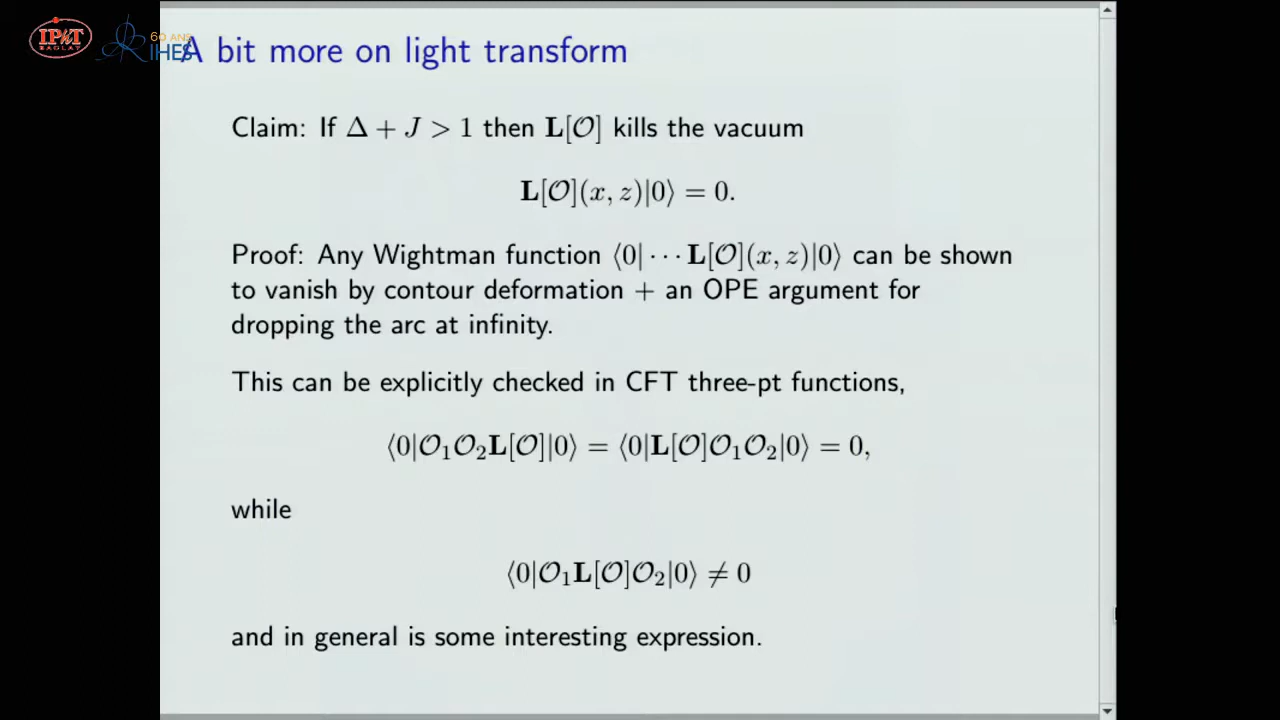 IPhT
SACLAY
60 ANS
IHES
A bit more on light transform
Claim: If Δ + J > 1 then L[𝒪] kills the vacuum
L[𝒪](x, z)|0⟩ = 0.
Proof: Any Wightman function ⟨0| ⋯ L[𝒪](x, z)|0⟩ can be shown
to vanish by contour deformation + an OPE argument for
dropping the arc at infinity.
This can be explicitly checked in CFT three-pt functions,
⟨0|𝒪₁𝒪₂L[𝒪]|0⟩ = ⟨0|L[𝒪]𝒪₁𝒪₂|0⟩ = 0,
while
⟨0|𝒪₁L[𝒪]𝒪₂|0⟩ ≠ 0
and in general is some interesting expression.